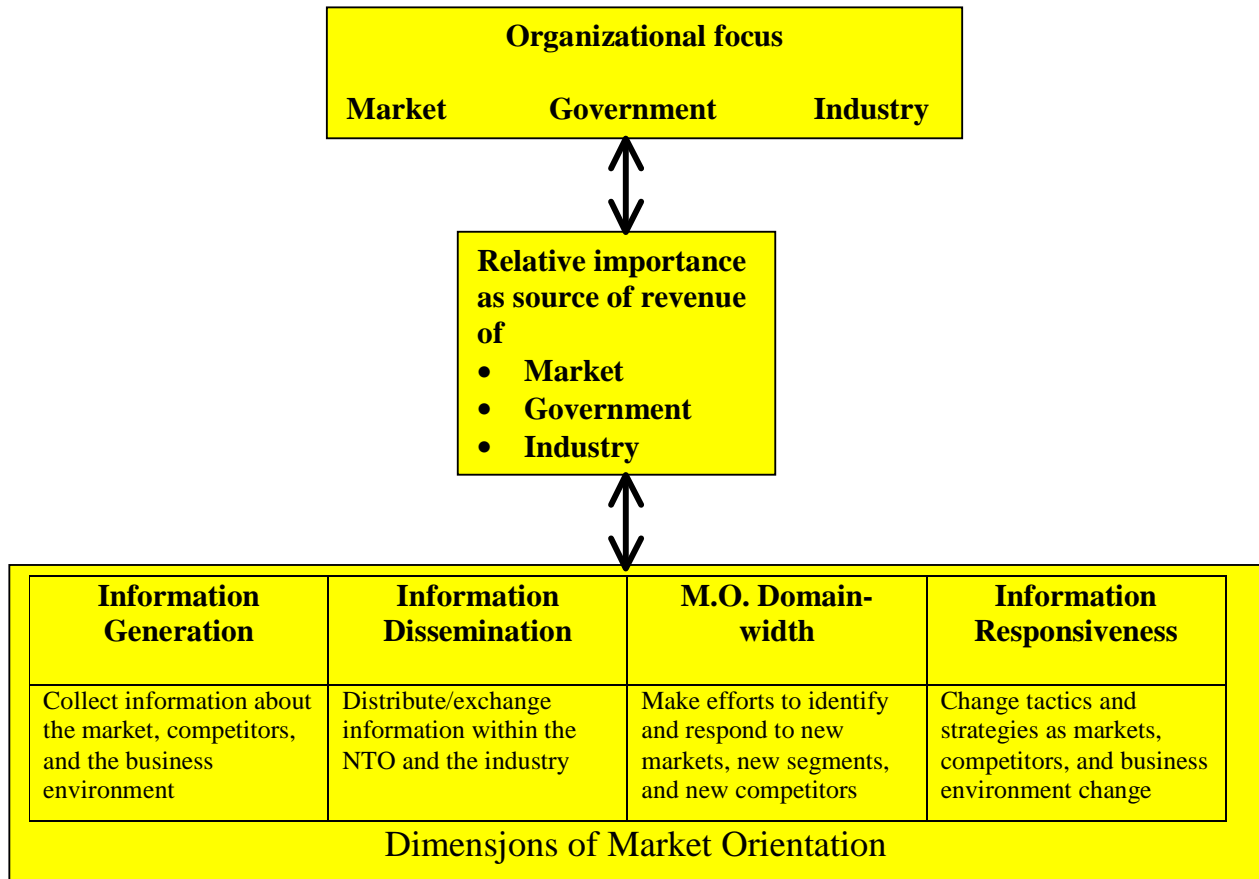 Organizational focus
Market Government Industry
Relative importance
as source of revenue
of
• Market
• Government
• Industry
Information
Generation
Information
Dissemination
M.O. Domain-
width
Information
Responsiveness
Collect information about
the market, competitors,
and the business
environment
Distribute/exchange
information within the
NTO and the industry
Make efforts to identify
and respond to new
markets, new segments,
and new competitors
Change tactics and
strategies as markets,
competitors, and business
environment change
Dimensjons of Market Orientation